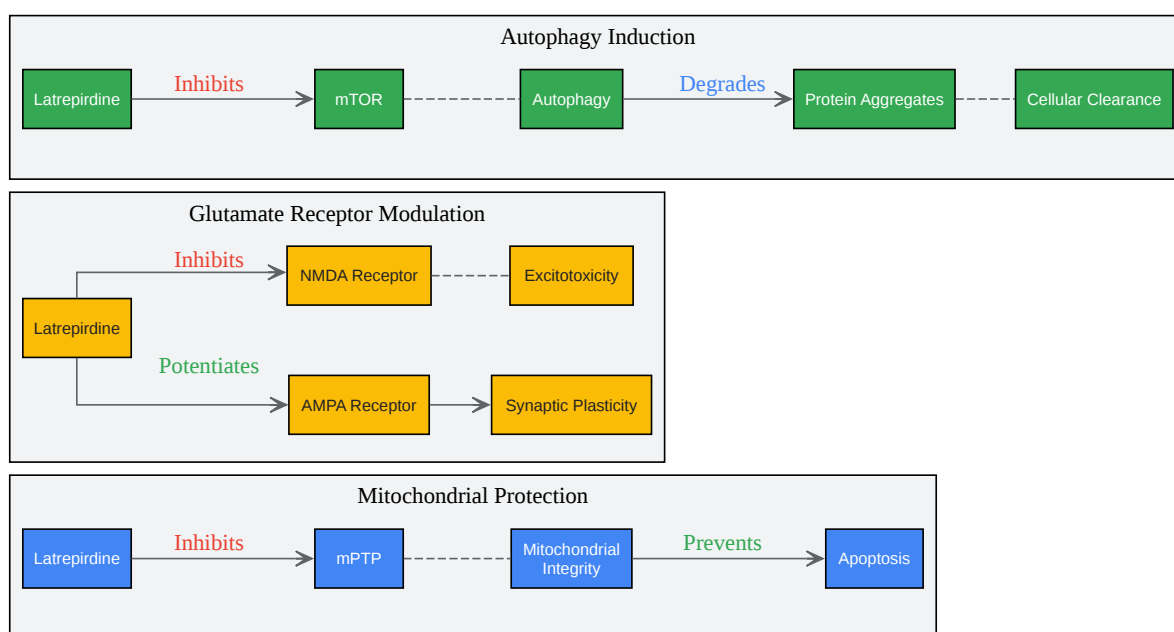 Autophagy Induction
Latrepirdine
Inhibits
mTOR
Autophagy
Degrades
Protein Aggregates
Cellular Clearance
Glutamate Receptor Modulation
Inhibits
NMDA Receptor
Excitotoxicity
Latrepirdine
Potentiates
AMPA Receptor
Synaptic Plasticity
Mitochondrial Protection
Latrepirdine
Inhibits
mPTP
Mitochondrial
Integrity
Prevents
Apoptosis